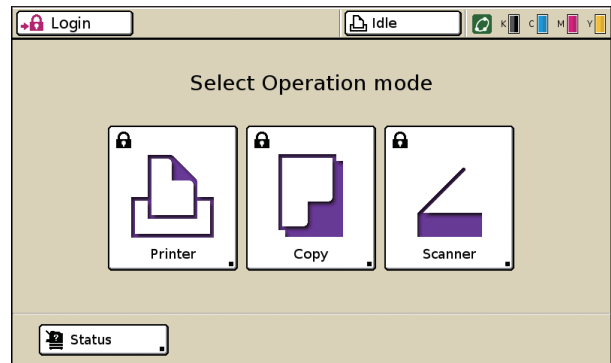 Login
Idle
K C M Y
Select Operation mode
Printer
Copy
Scanner
Status